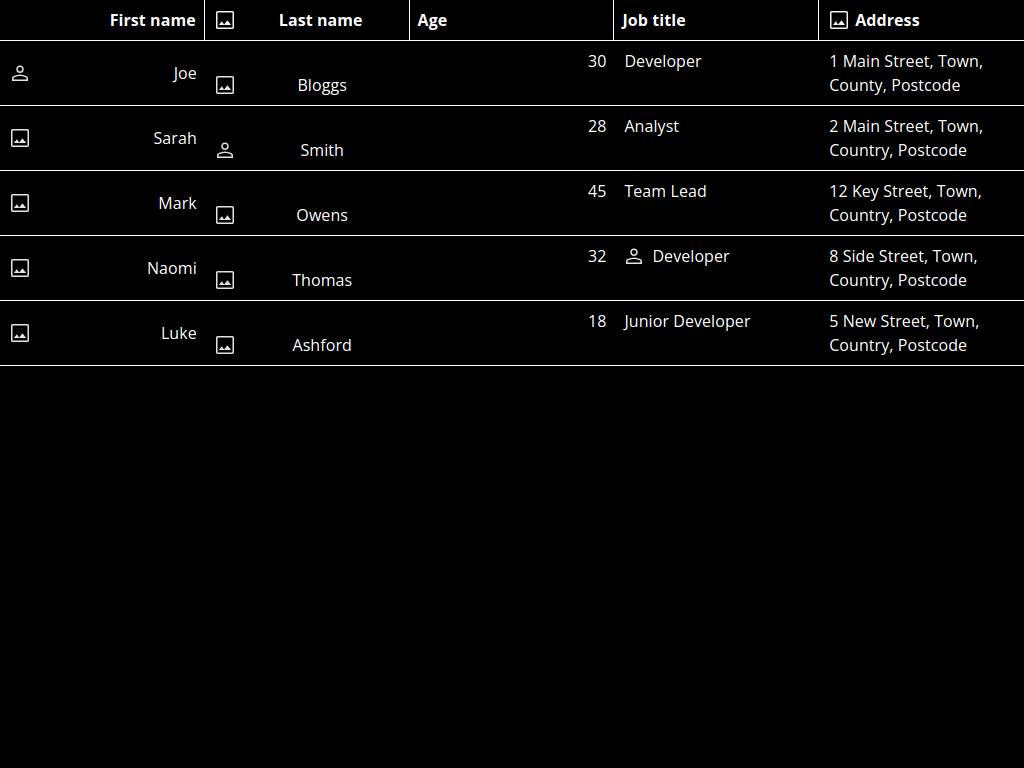 First name Last name Age Job title Address
Joe Bloggs 30 Developer 1 Main Street, Town,
County, Postcode
Sarah Smith 28 Analyst 2 Main Street, Town,
Country, Postcode
Mark Owens 45 Team Lead 12 Key Street, Town,
Country, Postcode
Naomi Thomas 32 Developer 8 Side Street, Town,
Country, Postcode
Luke Ashford 18 Junior Developer 5 New Street, Town,
Country, Postcode